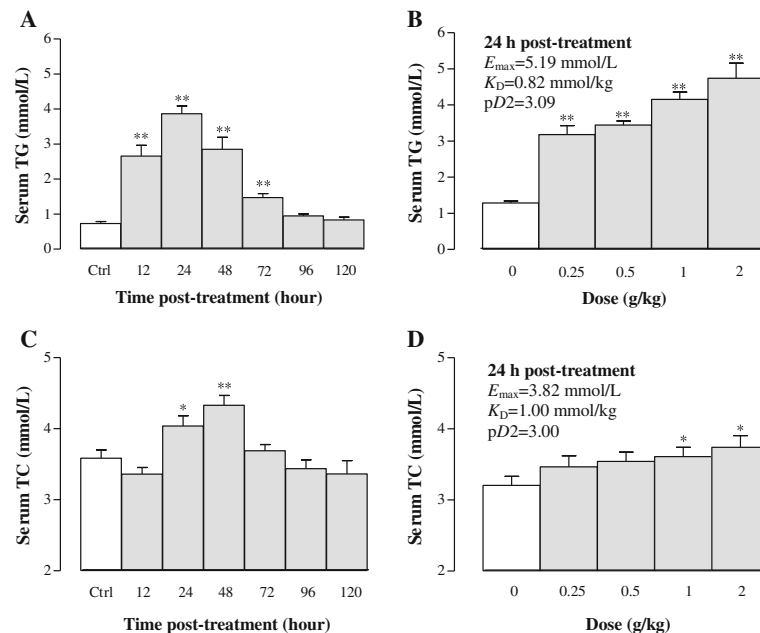 A
Serum TG (mmol/L)
6
5
4
3
2
1
0
**
**
**
**
Ctrl 12 24 48 72 96 120
Time post-treatment (hour)
B
Serum TG (mmol/L)
6
5
4
3
2
1
0
24 h post-treatment
Emax=5.19 mmol/L
KD=0.82 mmol/kg
pD2=3.09
**
**
**
**
0 0.25 0.5 1 2
Dose (g/kg)
C
Serum TC (mmol/L)
5
4
3
2
*
**
Ctrl 12 24 48 72 96 120
Time post-treatment (hour)
D
Serum TC (mmol/L)
5
4
3
2
24 h post-treatment
Emax=3.82 mmol/L
KD=1.00 mmol/kg
pD2=3.00
*
*
0 0.25 0.5 1 2
Dose (g/kg)